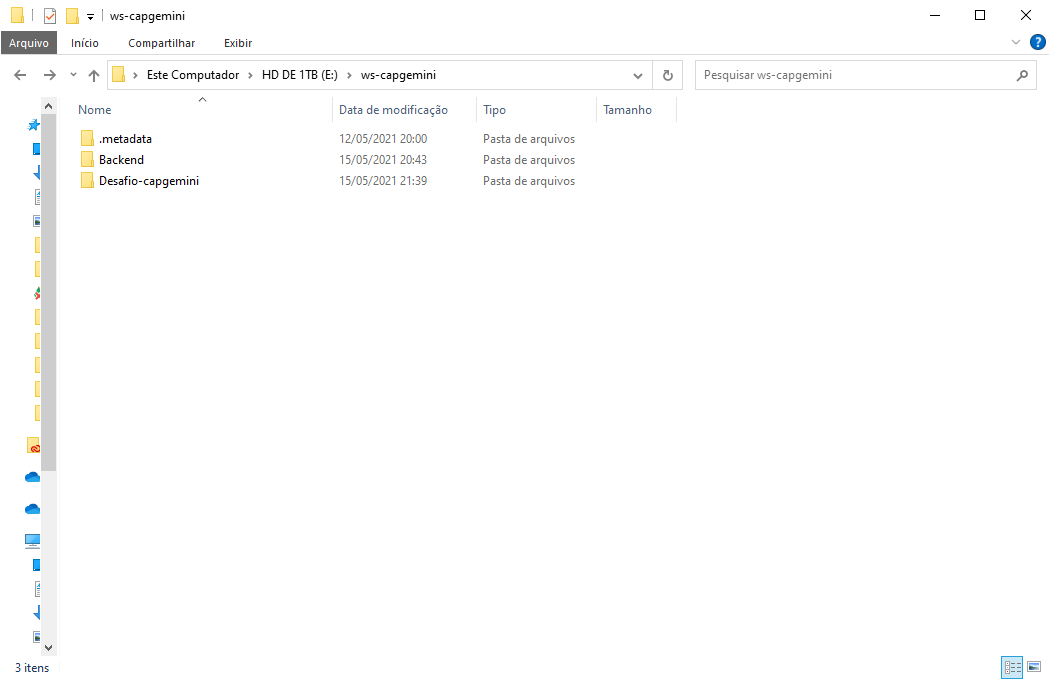 ws-capgemini
Arquivo Início Compartilhar Exibir
Este Computador HD DE 1TB (E:) ws-capgemini Pesquisar ws-capgemini
Nome Data de modificação Tipo Tamanho
.metadata 12/05/2021 20:00 Pasta de arquivos
Backend 15/05/2021 20:43 Pasta de arquivos
Desafio-capgemini 15/05/2021 21:39 Pasta de arquivos
3 itens